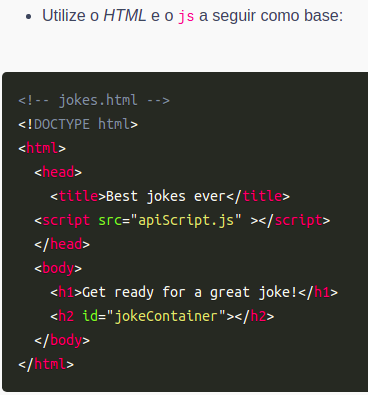 Utilize o HTML e o js a seguir como base:
<!-- jokes.html -->
<!DOCTYPE html>
<html>
  <head>
    <title>Best jokes ever</title>
  <script src="apiScript.js" ></script>
  </head>
  <body>
    <h1>Get ready for a great joke!</h1>
    <h2 id="jokeContainer"></h2>
  </body>
</html>